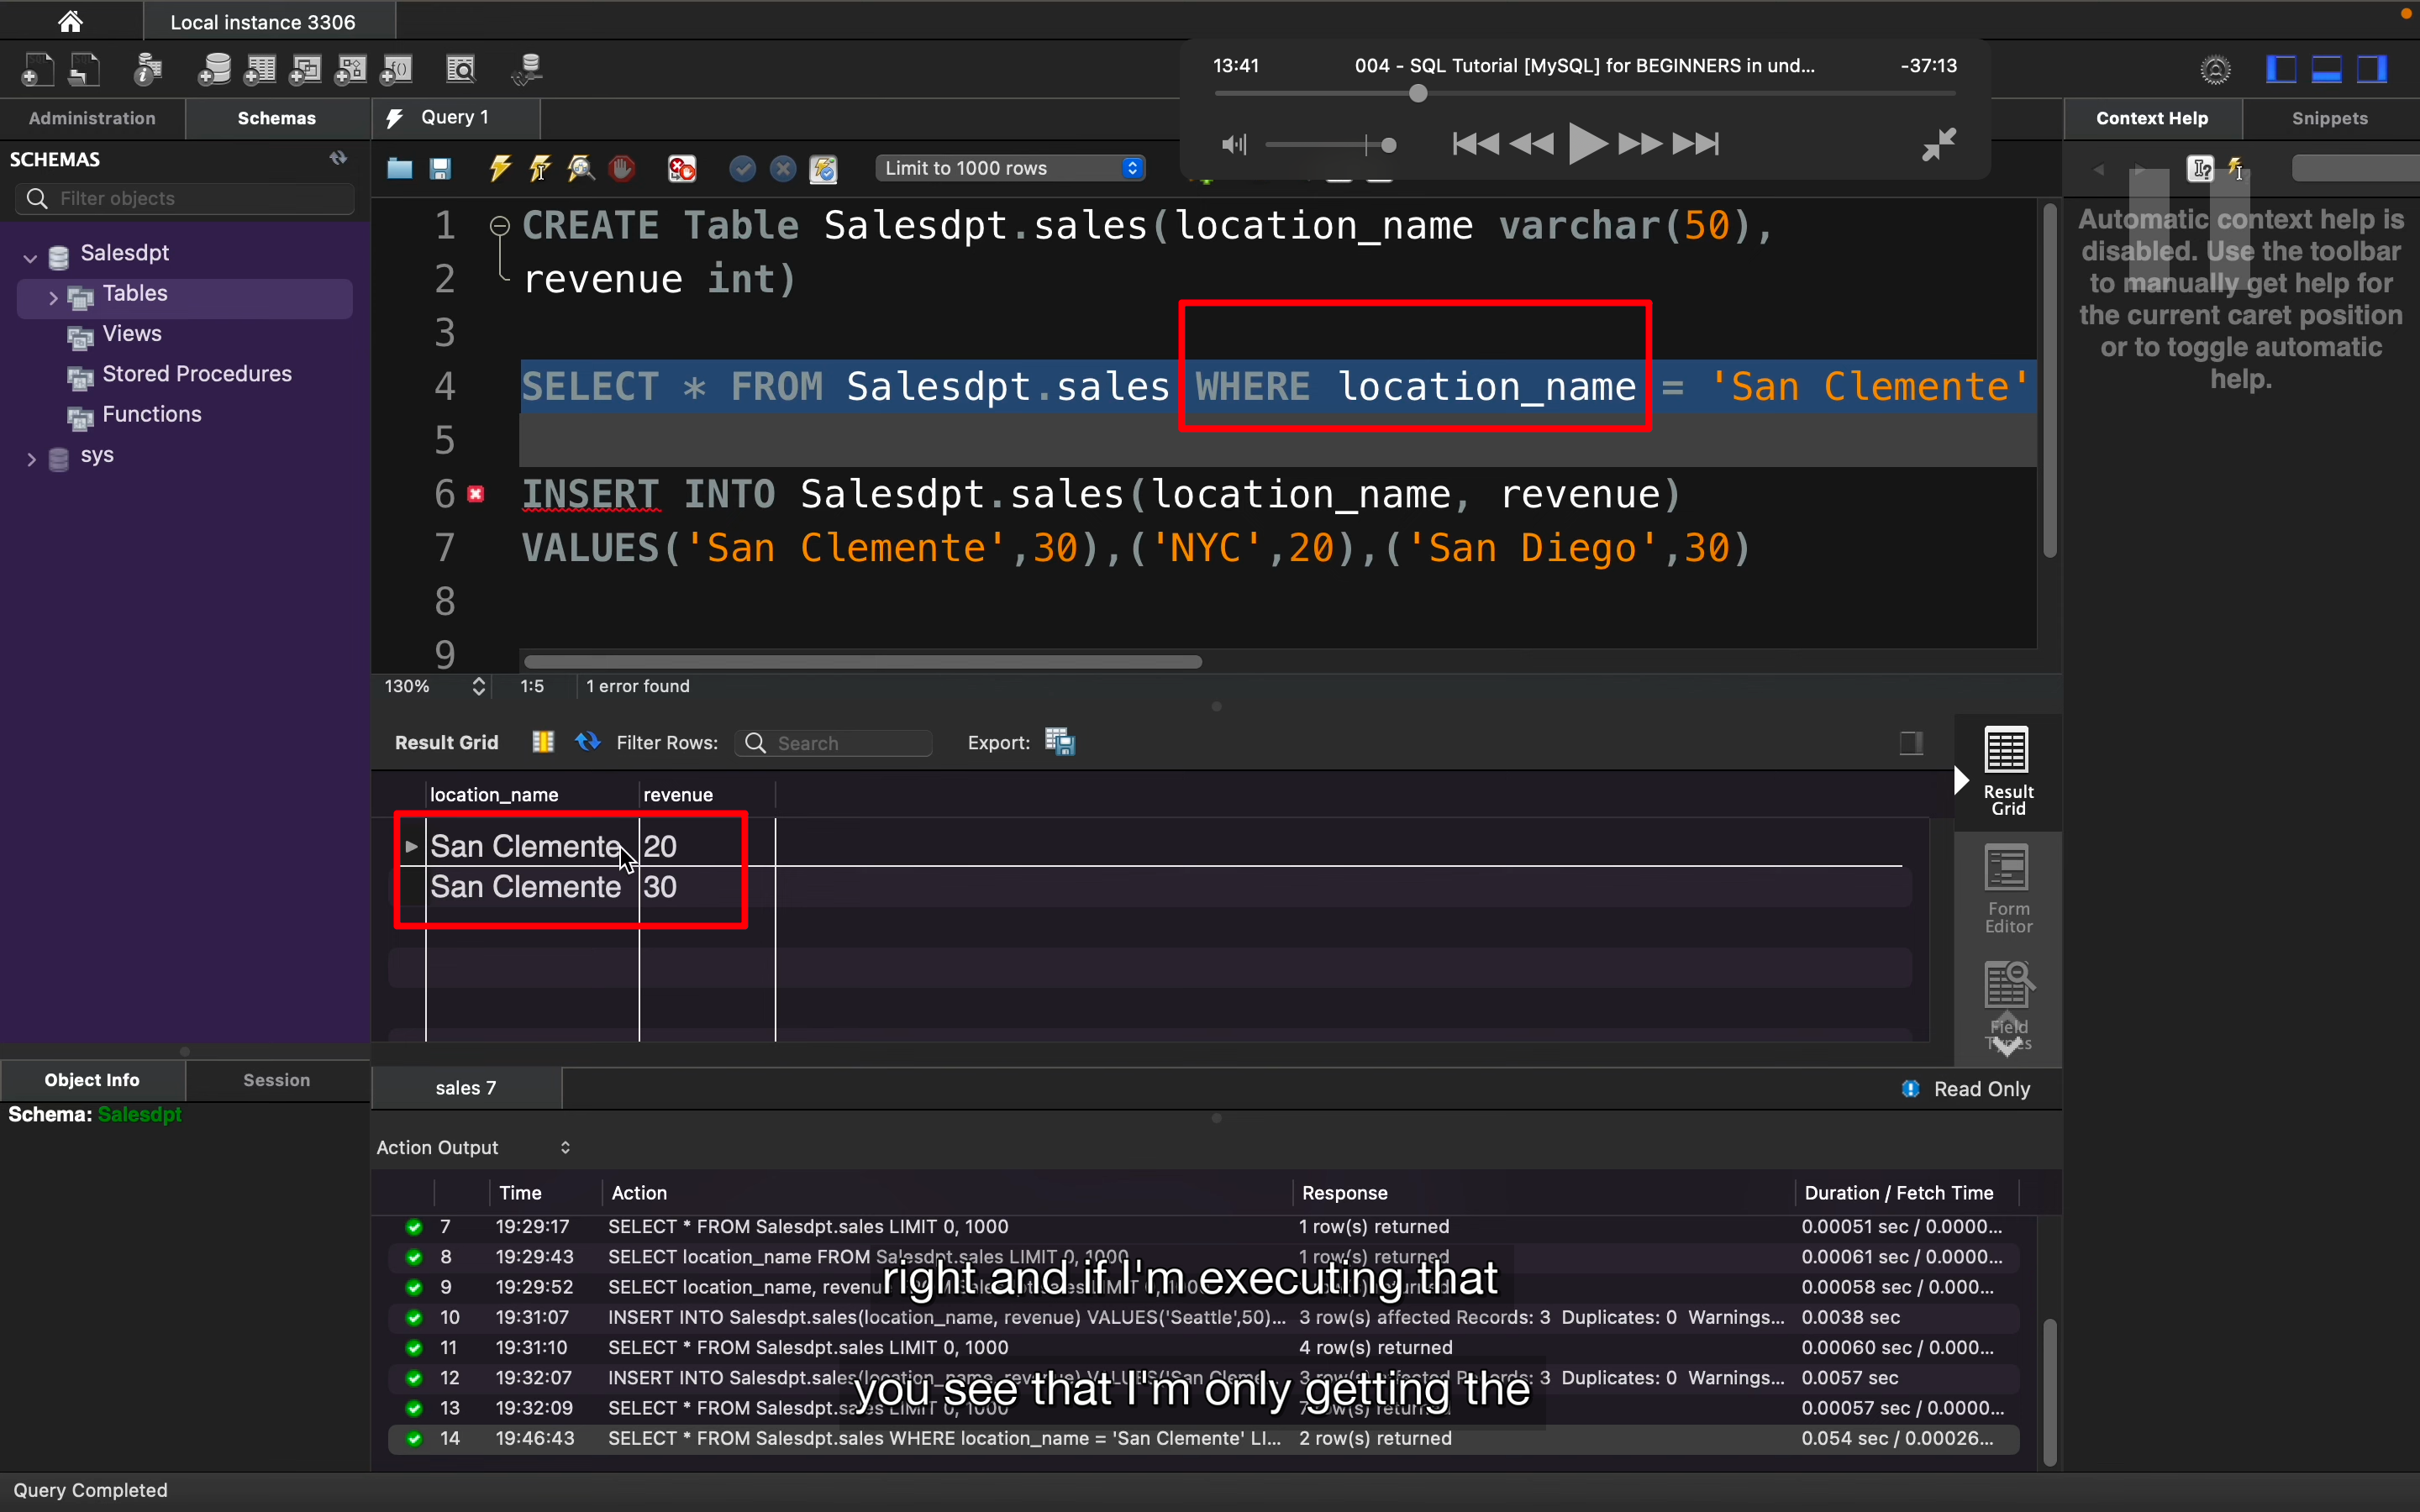 Local instance 3306
13:41
004 - SQL Tutorial [MySQL] for BEGINNERS in und...
-37:13
Administration
Schemas
Query 1
Context Help
Snippets
SCHEMAS
Filter objects
Limit to 1000 rows
Salesdpt
Tables
Views
Stored Procedures
Functions
sys
1 CREATE Table Salesdpt.sales(location_name varchar(50),
2 revenue int)
3
4 SELECT * FROM Salesdpt.sales WHERE location_name = 'San Clemente'
5
6 INSERT INTO Salesdpt.sales(location_name, revenue)
7 VALUES('San Clemente',30),('NYC',20),('San Diego',30)
8
9
Automatic context help is
disabled. Use the toolbar
to manually get help for
the current caret position
or to toggle automatic
help.
130%
1:5
1 error found
Result Grid
Filter Rows:
Search
Export:
location_name revenue
San Clemente 20
San Clemente 30
Result
Grid
Form
Editor
Field
Types
Object Info
Session
sales 7
Read Only
Schema: Salesdpt
Action Output
Time Action Response Duration / Fetch Time
7 19:29:17 SELECT * FROM Salesdpt.sales LIMIT 0, 1000 1 row(s) returned 0.00051 sec / 0.0000...
8 19:29:43 SELECT location_name FROM Salesdpt.sales LIMIT 0, 1000 1 row(s) returned 0.00061 sec / 0.0000...
9 19:29:52 SELECT location_name, revenue 0.00058 sec / 0.000...
right and if I'm executing that
10 19:31:07 INSERT INTO Salesdpt.sales(location_name, revenue) VALUES('Seattle',50)... 3 row(s) affected Records: 3 Duplicates: 0 Warnings... 0.0038 sec
11 19:31:10 SELECT * FROM Salesdpt.sales LIMIT 0, 1000 4 row(s) returned 0.00060 sec / 0.000...
12 19:32:07 INSERT INTO Salesdpt.sales(location_name, revenue) 3 row(s) affected Records: 3 Duplicates: 0 Warnings... 0.0057 sec
you see that I'm only getting the
13 19:32:09 SELECT * FROM Salesdpt.sales LIMIT 0, 1000 7 row(s) returned 0.00057 sec / 0.0000...
14 19:46:43 SELECT * FROM Salesdpt.sales WHERE location_name = 'San Clemente' LI... 2 row(s) returned 0.054 sec / 0.00026...
Query Completed